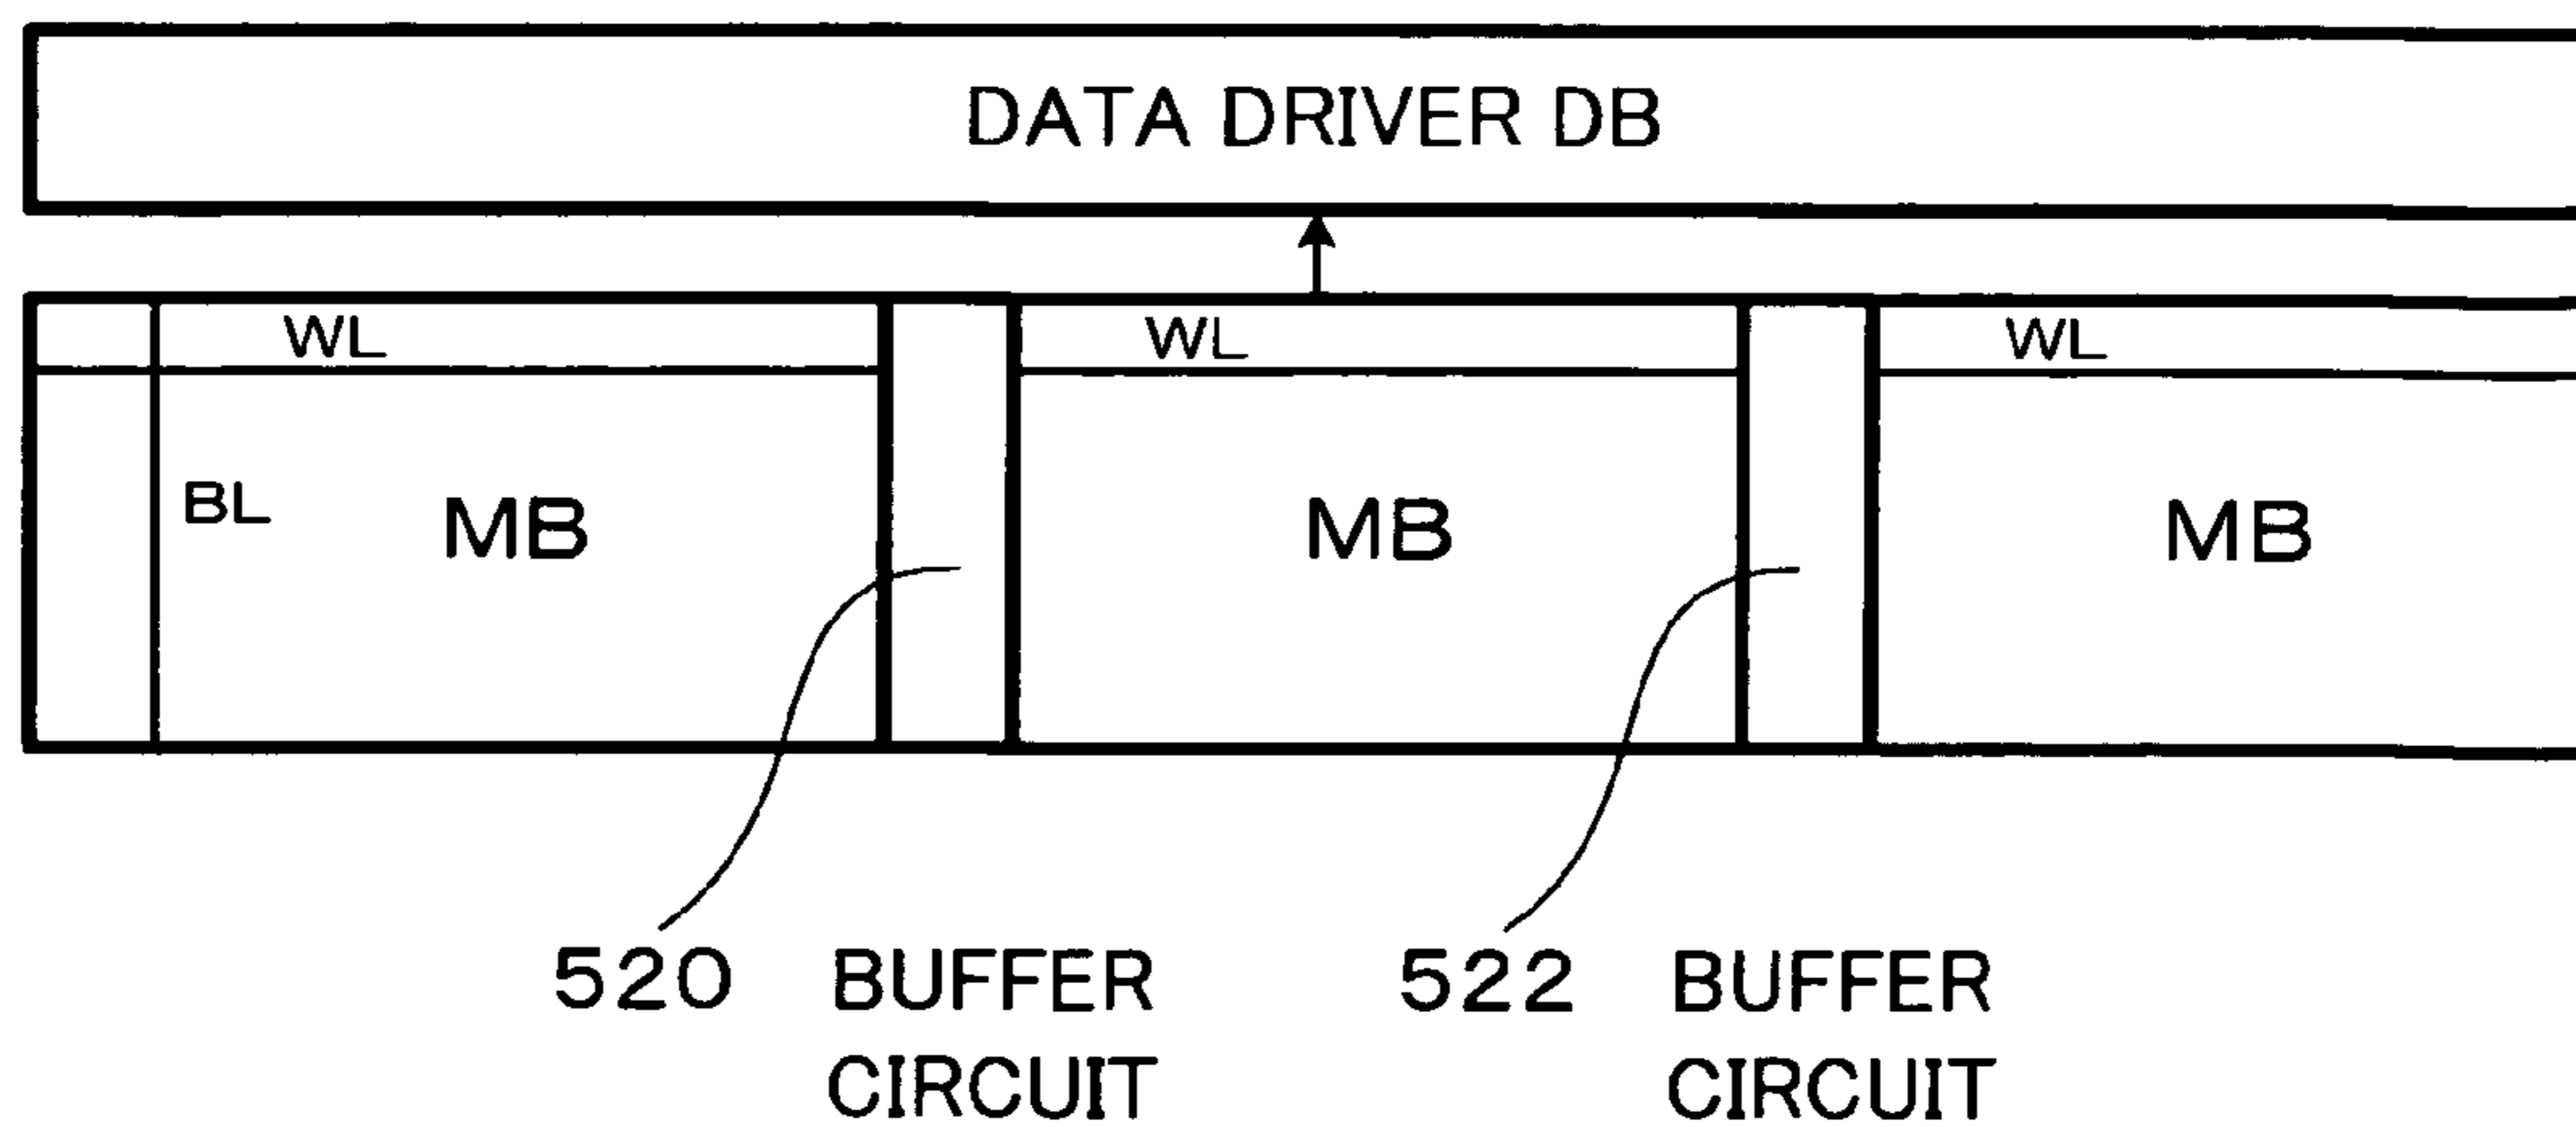 DATA DRIVER DB
WL WL WL
BL MB MB MB
520 BUFFER CIRCUIT
522 BUFFER CIRCUIT